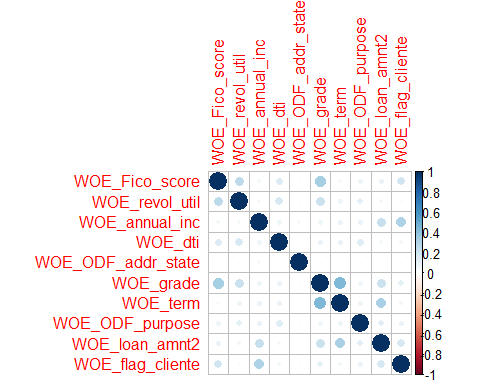 WOE_Fico_score
WOE_revol_util
WOE_annual_inc
WOE_dti
WOE_ODF_addr_state
WOE_grade
WOE_term
WOE_ODF_purpose
WOE_loan_amnt2
WOE_flag_cliente
WOE_Fico_score
WOE_revol_util
WOE_annual_inc
WOE_dti
WOE_ODF_addr_state
WOE_grade
WOE_term
WOE_ODF_purpose
WOE_loan_amnt2
WOE_flag_cliente
1
0.8
0.6
0.4
0.2
0
-0.2
-0.4
-0.6
-0.8
-1